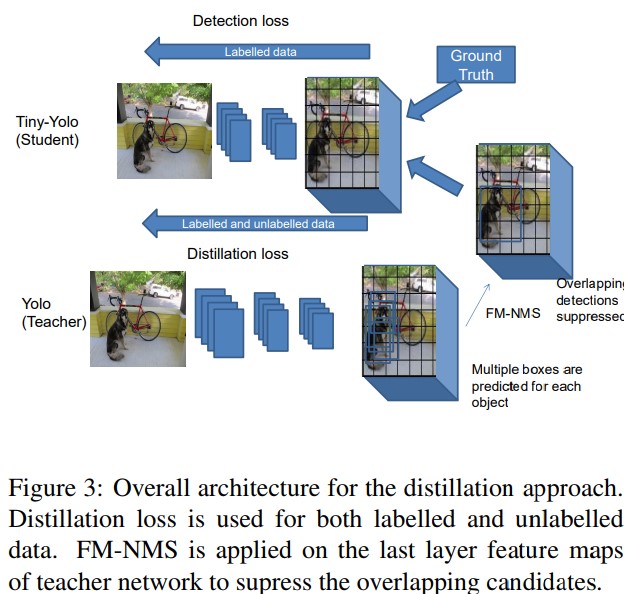 Detection loss
Labelled data
Ground
Truth
Tiny-Yolo
(Student)
Labelled and unlabelled data
Distillation loss
Yolo
(Teacher)
FM-NMS
Overlapping
detections
suppressed
Multiple boxes are
predicted for each
object
Figure 3: Overall architecture for the distillation approach.
Distillation loss is used for both labelled and unlabelled
data. FM-NMS is applied on the last layer feature maps
of teacher network to supress the overlapping candidates.